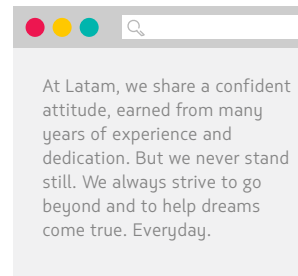 At Latam, we share a confident
attitude, earned from many
years of experience and
dedication. But we never stand
still. We always strive to go
beyond and to help dreams
come true. Everyday.